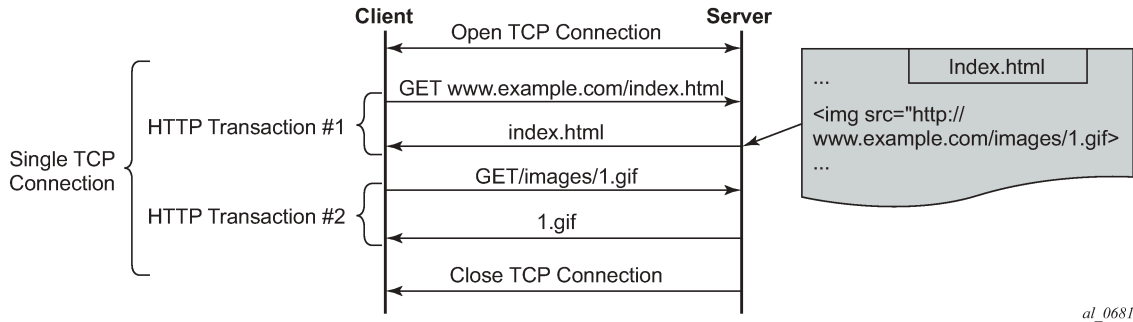 Client
Server
Open TCP Connection
GET www.example.com/index.html
HTTP Transaction #1
index.html
Single TCP
Connection
GET/images/1.gif
HTTP Transaction #2
1.gif
Close TCP Connection
Index.html
...
<img src="http://
www.example.com/images/1.gif>
...
al_0681